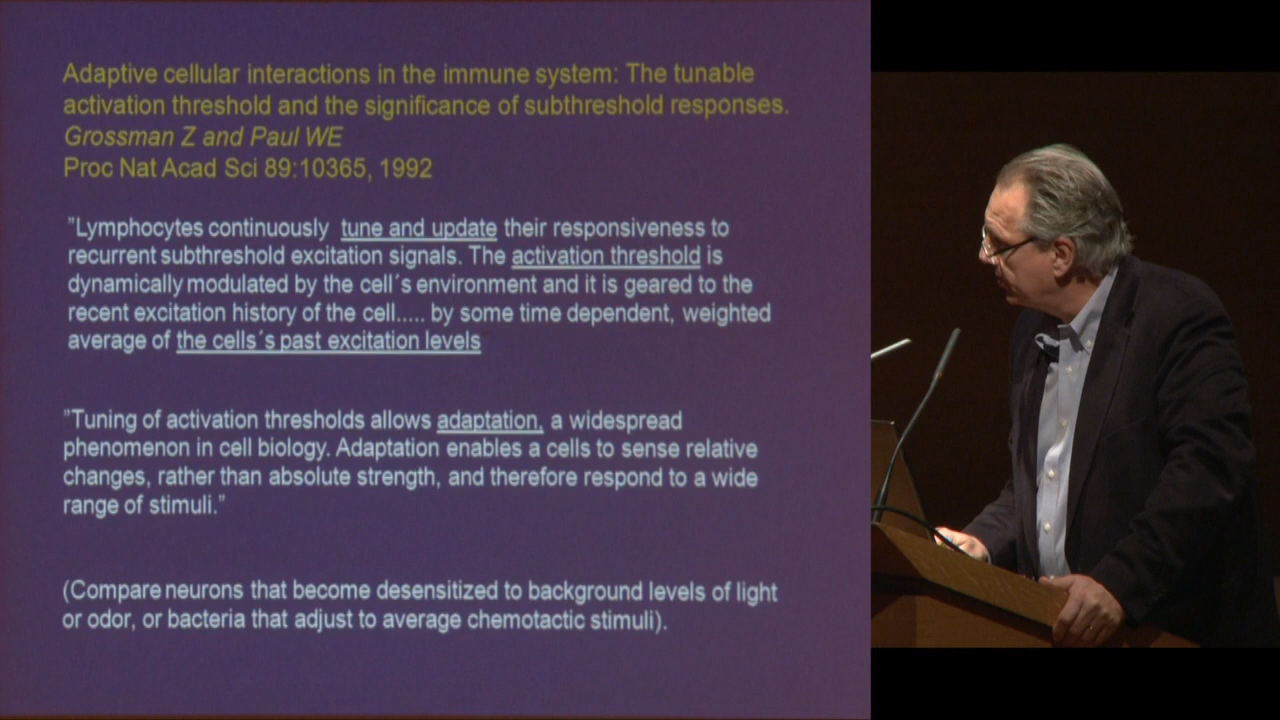 Adaptive cellular interactions in the immune system: The tunable
activation threshold and the significance of subthreshold responses.
Grossman Z and Paul WE
Proc Nat Acad Sci 89:10365, 1992
”Lymphocytes continuously tune and update their responsiveness to
recurrent subthreshold excitation signals. The activation threshold is
dynamically modulated by the cell´s environment and it is geared to the
recent excitation history of the cell..... by some time dependent, weighted
average of the cells´s past excitation levels
”Tuning of activation thresholds allows adaptation, a widespread
phenomenon in cell biology. Adaptation enables a cells to sense relative
changes, rather than absolute strength, and therefore respond to a wide
range of stimuli.”
(Compare neurons that become desensitized to background levels of light
or odor, or bacteria that adjust to average chemotactic stimuli).